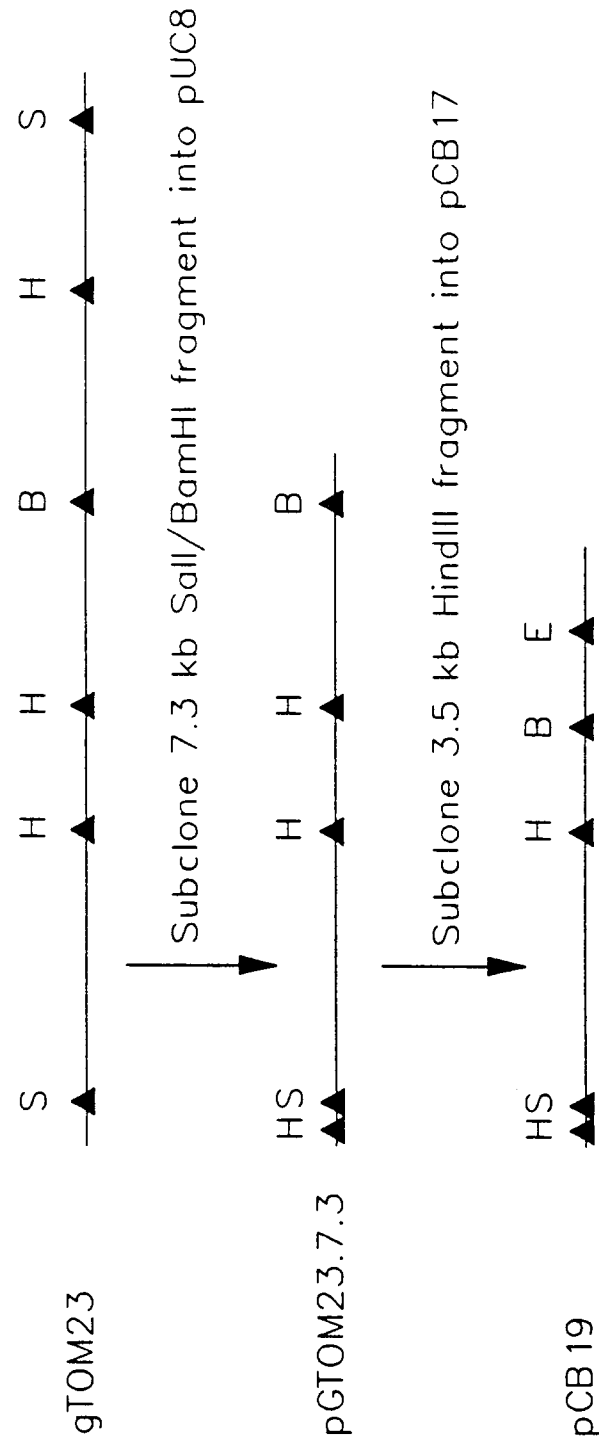 S H H B H S
gTOM23
Subclone 7.3 kb SalI/BamHI fragment into pUC8
HS H H B
pGTOM23.7.3
Subclone 3.5 kb HindIII fragment into pCB17
HS H B E
pCB19